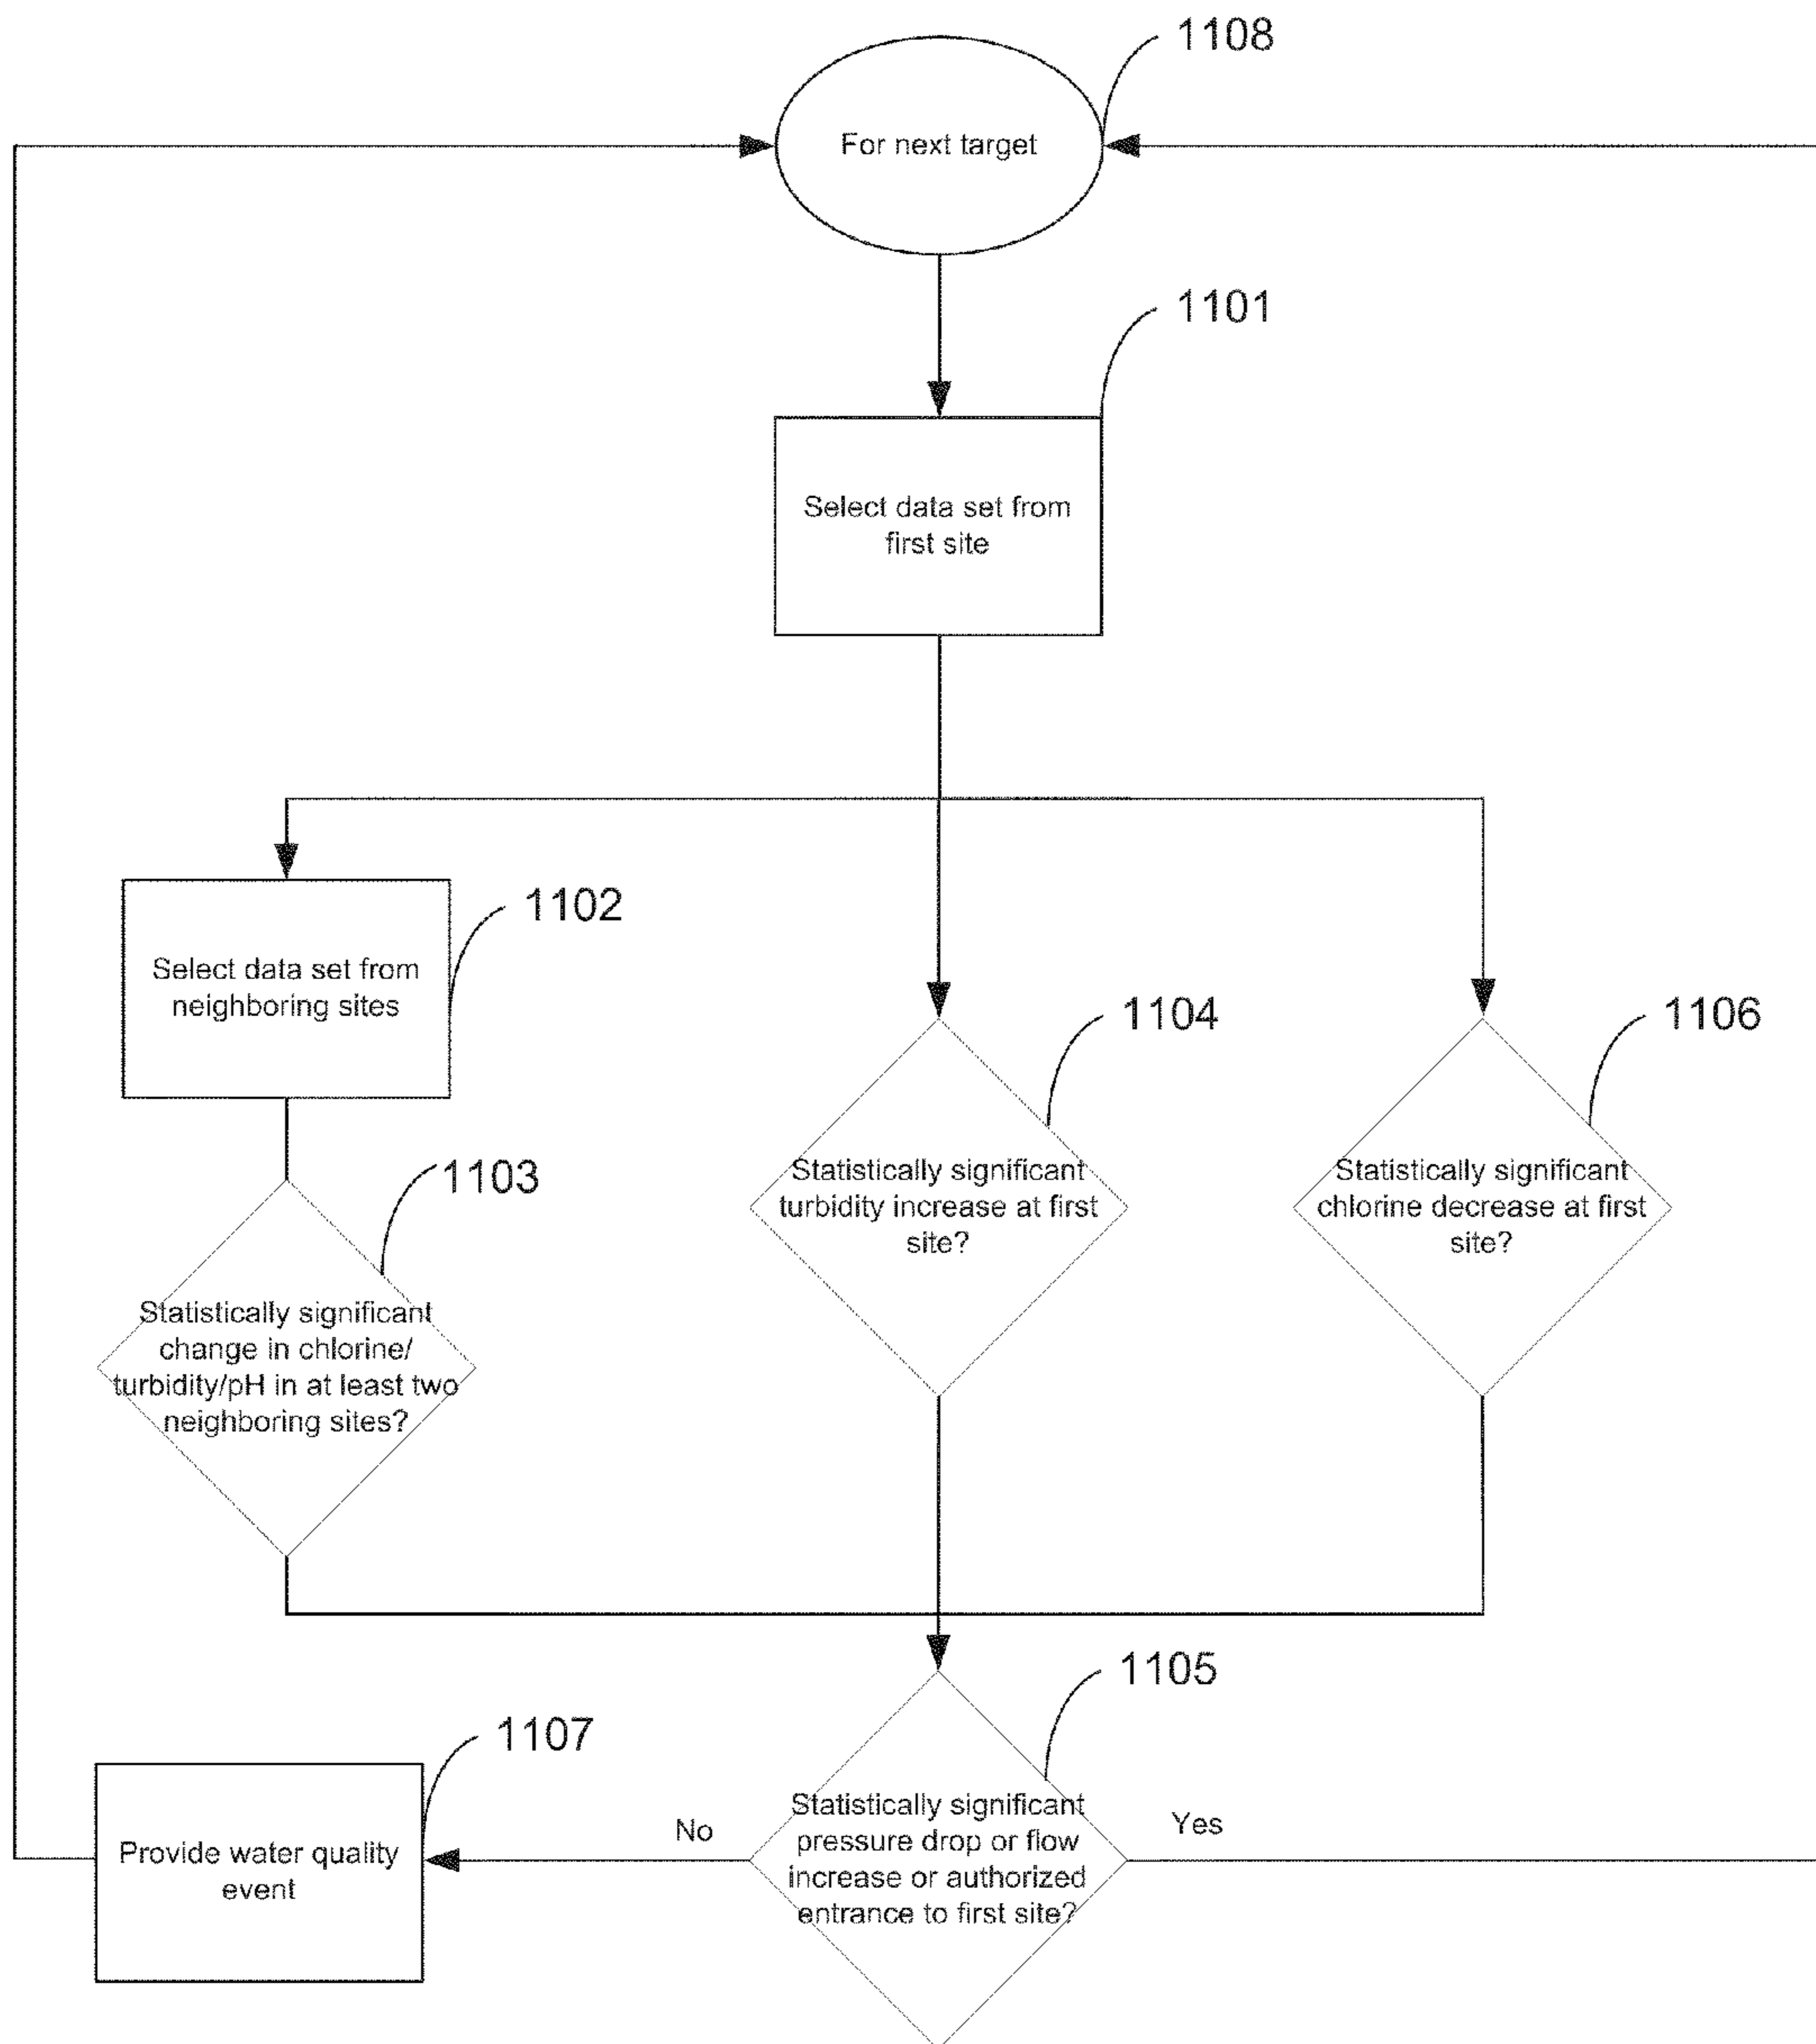 1108
For next target
1101
Select data set from
first site
1102
Select data set from
neighboring sites
1104
1106
1103
Statistically significant
turbidity increase at first
site?
Statistically significant
chlorine decrease at first
site?
Statistically significant
change in chlorine/
turbidity/pH in at least two
neighboring sites?
1105
1107
Statistically significant
pressure drop or flow
increase or authorized
entrance to first site?
No
Yes
Provide water quality
event